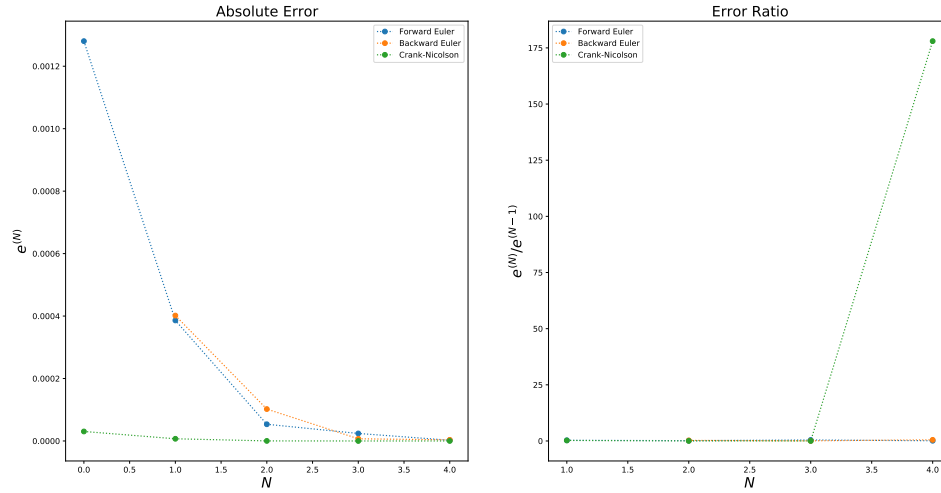 Absolute Error
Forward Euler
Backward Euler
Crank-Nicolson
e^{(N)}
0.0012
0.0010
0.0008
0.0006
0.0004
0.0002
0.0000
0.0 0.5 1.0 1.5 2.0 2.5 3.0 3.5 4.0
N
Error Ratio
Forward Euler
Backward Euler
Crank-Nicolson
e^{(N)}/e^{(N−1)}
175
150
125
100
75
50
25
0
1.0 1.5 2.0 2.5 3.0 3.5 4.0
N